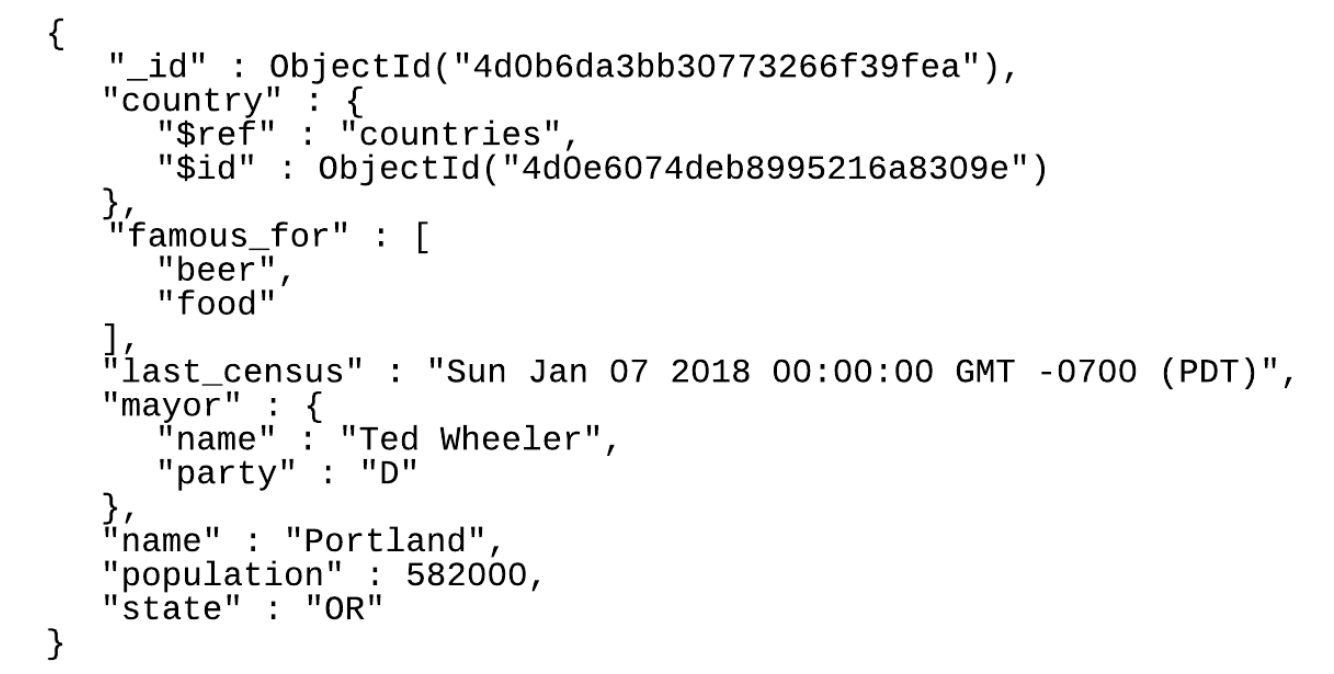 {
"_id" : ObjectId("4d0b6da3bb30773266f39fea"),
"country" : {
"$ref" : "countries",
"$id" : ObjectId("4d0e6074deb8995216a8309e")
},
"famous_for" : [
"beer",
"food"
],
"last_census" : "Sun Jan 07 2018 00:00:00 GMT -0700 (PDT)",
"mayor" : {
"name" : "Ted Wheeler",
"party" : "D"
},
"name" : "Portland",
"population" : 582000,
"state" : "OR"
}